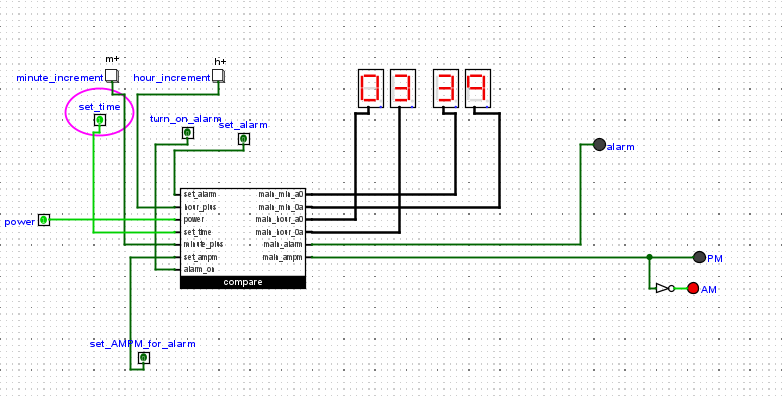 m+
h+
minute_increment
hour_increment
set_time
turn_on_alarm
set_alarm
03 39
alarm
set_alarm
main_min_a0
hour_plus
main_min_0a
power
power
main_hour_a0
set_time
main_hour_0a
minute_plus
main_alarm
set_ampm
main_ampm
PM
alarm_on
compare
AM
set_AMPM_for_alarm